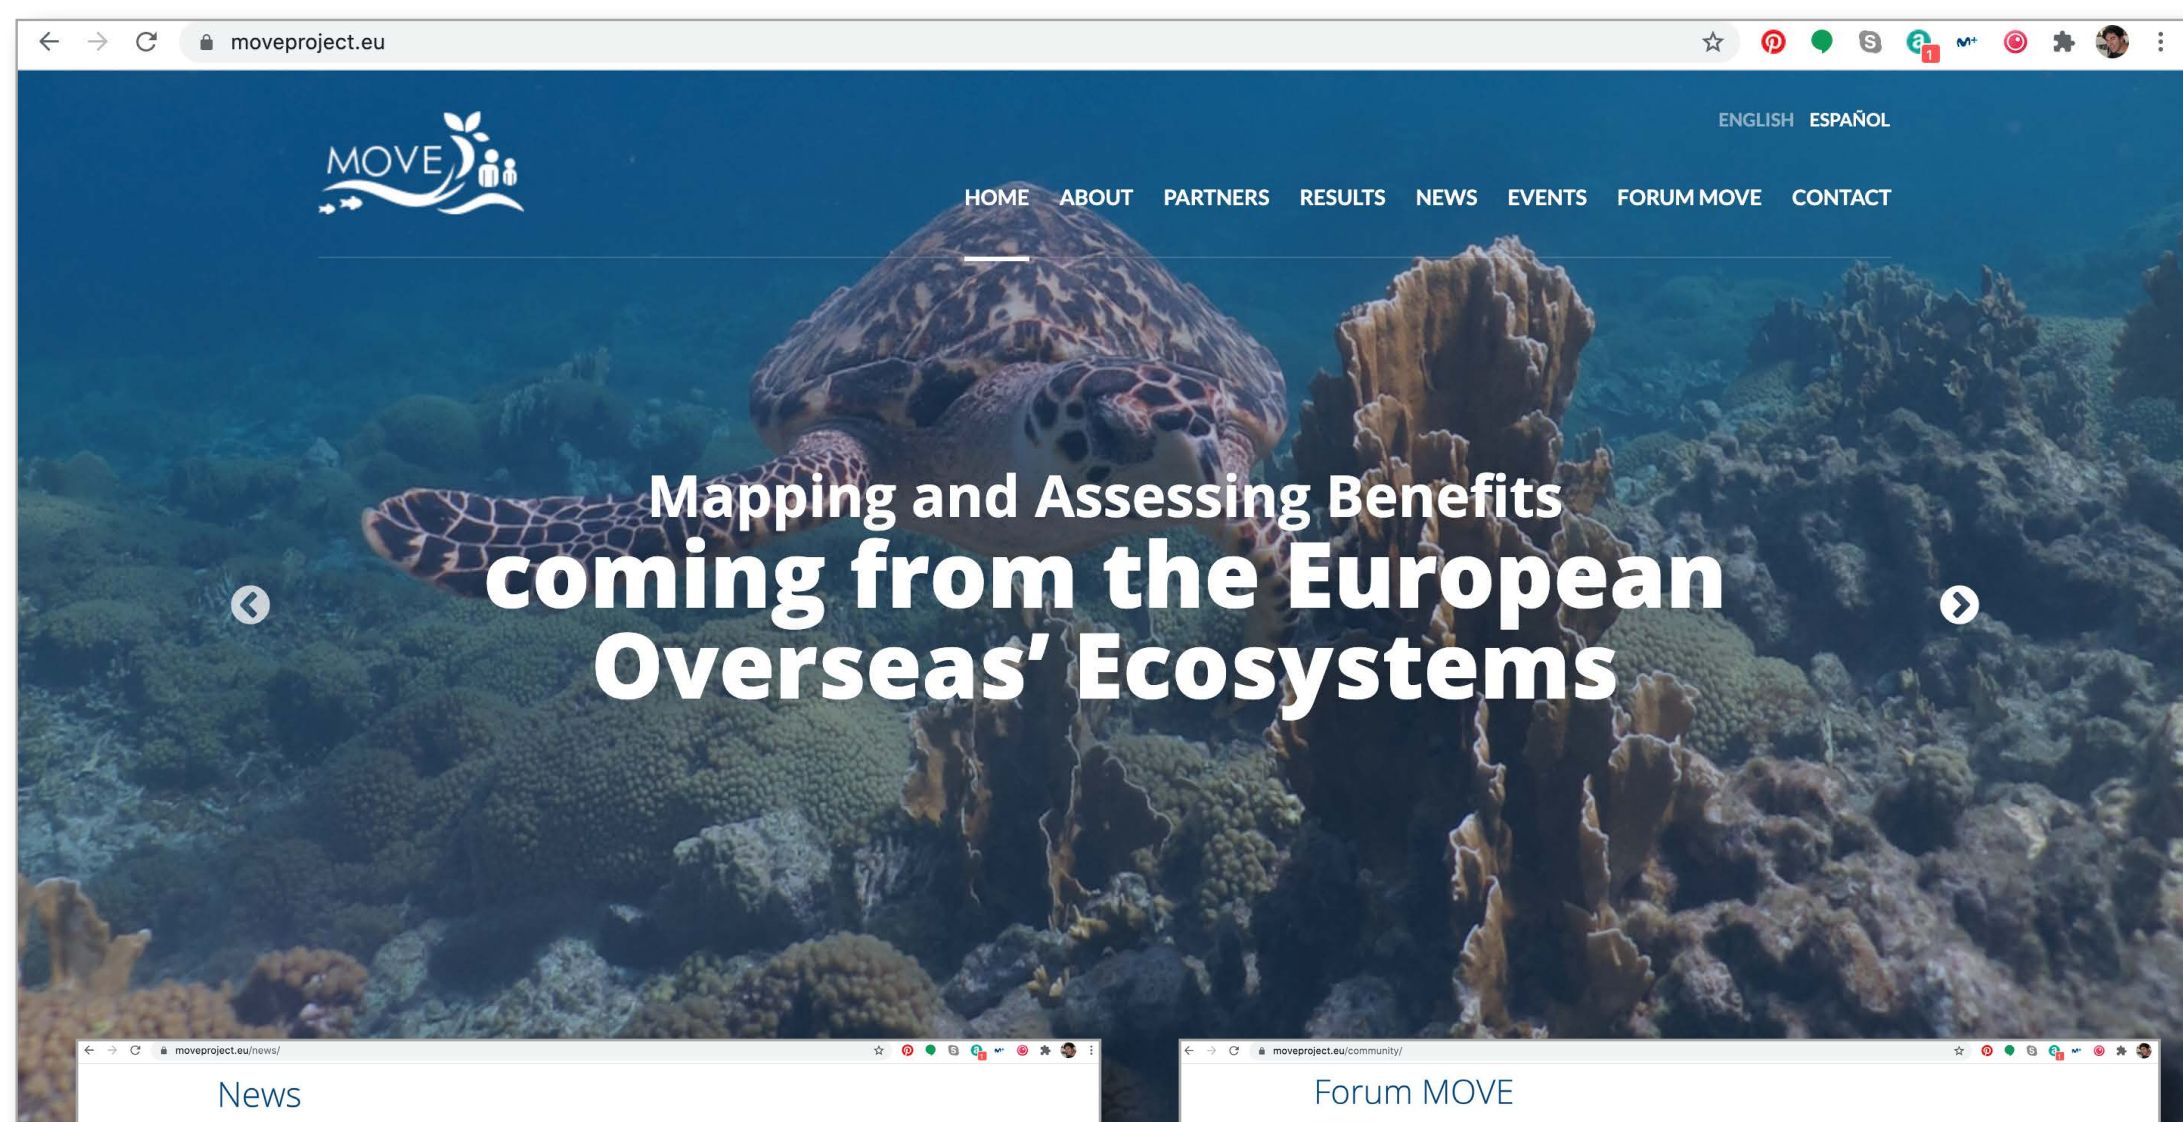 moveproject.eu
1
ENGLISH ESPAÑOL
MOVE
HOME ABOUT PARTNERS RESULTS NEWS EVENTS FORUM MOVE CONTACT
Mapping and Assessing Benefits
coming from the European
Overseas’ Ecosystems
moveproject.eu/news/
News
moveproject.eu/community/
Forum MOVE